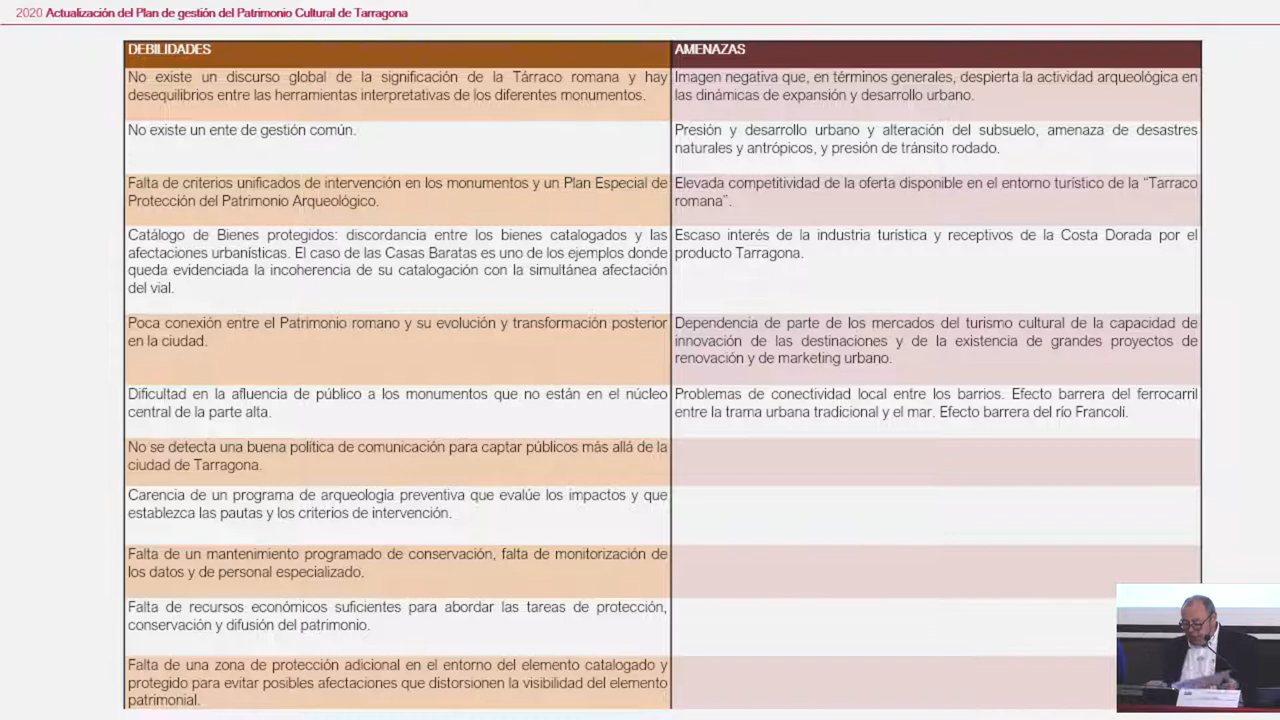 2020 Actualización del Plan de gestión del Patrimonio Cultural de Tarragona
DEBILIDADES
No existe un discurso global de la significación de la Tárraco romana y hay
desequilibrios entre las herramientas interpretativas de los diferentes monumentos.
No existe un ente de gestión común.
Falta de criterios unificados de intervención en los monumentos y un Plan Especial de
Protección del Patrimonio Arqueológico.
Catálogo de Bienes protegidos: discordancia entre los bienes catalogados y las
afectaciones urbanísticas. El caso de las Casas Baratas es uno de los ejemplos donde
queda evidenciada la incoherencia de su catalogación con la simultánea afectación
del vial.
Poca conexión entre el Patrimonio romano y su evolución y transformación posterior
en la ciudad.
Dificultad en la afluencia de público a los monumentos que no están en el núcleo
central de la parte alta.
No se detecta una buena política de comunicación para captar públicos más allá de la
ciudad de Tarragona.
Carencia de un programa de arqueología preventiva que evalúe los impactos y que
establezca las pautas y los criterios de intervención.
Falta de un mantenimiento programado de conservación, falta de monitorización de
los datos y de personal especializado.
Falta de recursos económicos suficientes para abordar las tareas de protección,
conservación y difusión del patrimonio.
Falta de una zona de protección adicional en el entorno del elemento catalogado y
protegido para evitar posibles afectaciones que distorsionen la visibilidad del elemento
patrimonial.
AMENAZAS
Imagen negativa que, en términos generales, despierta la actividad arqueológica en
las dinámicas de expansión y desarrollo urbano.
Presión y desarrollo urbano y alteración del subsuelo, amenaza de desastres
naturales y antrópicos, y presión de tránsito rodado.
Elevada competitividad de la oferta disponible en el entorno turístico de la “Tarraco
romana”.
Escaso interés de la industria turística y receptivos de la Costa Dorada por el
producto Tarragona.
Dependencia de parte de los mercados del turismo cultural de la capacidad de
innovación de las destinaciones y de la existencia de grandes proyectos de
renovación y de marketing urbano.
Problemas de conectividad local entre los barrios. Efecto barrera del ferrocarril
entre la trama urbana tradicional y el mar. Efecto barrera del río Francolí.